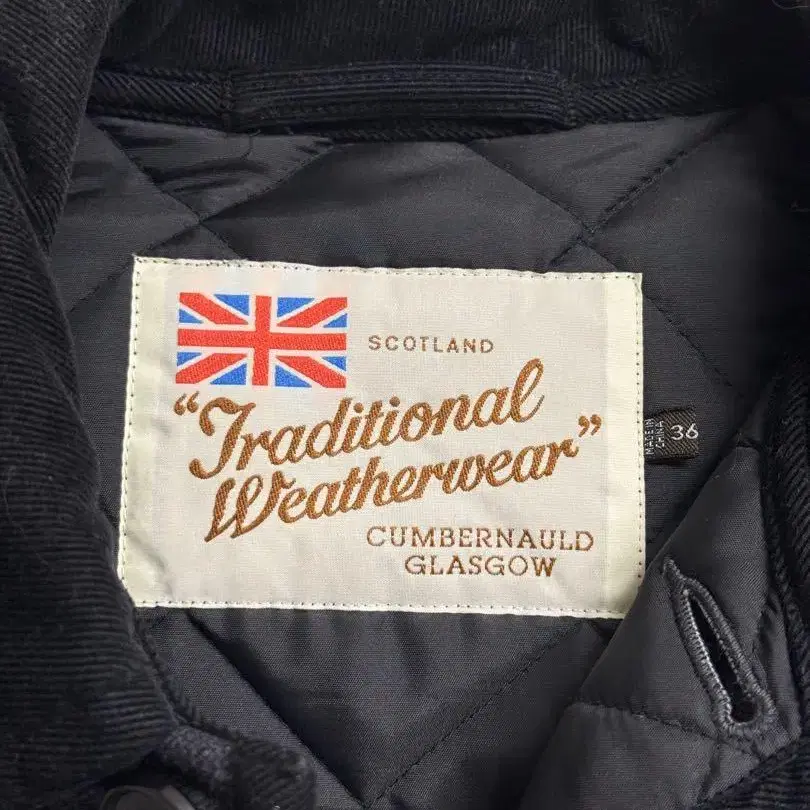 SCOTLAND
“Traditional
Weatherwear”
CUMBERNAULD
GLASGOW
MADE IN
CHINA
36